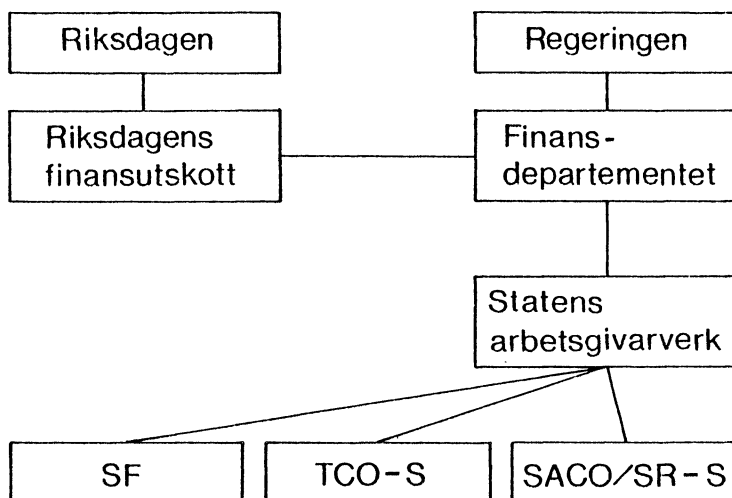 Riksdagen
Regeringen
Riksdagens
finansutskott
Finans-
departementet
Statens
arbetsgivarverk
SF
TCO-S
SACO/SR-S